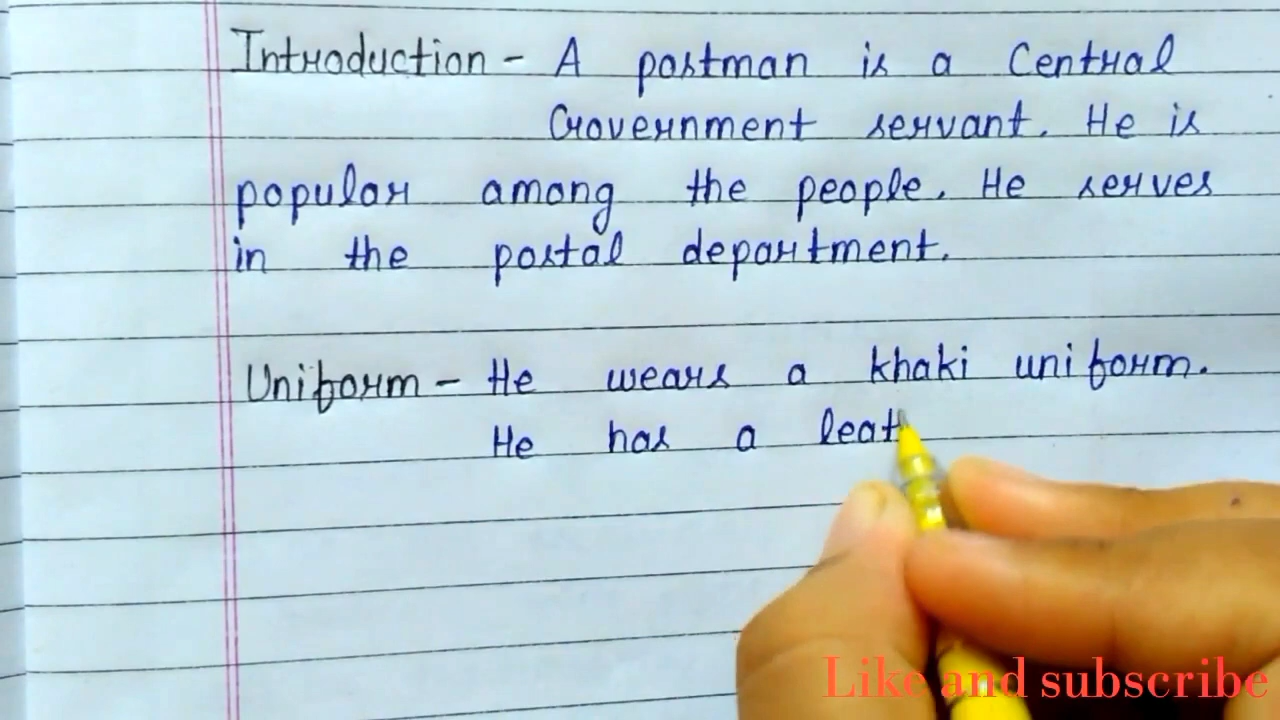 Introduction - A postman is a Central
Government servant. He is
popular among the people. He serves
in the postal department.
Uniform - He wears a khaki uniform.
He has a leat
Like and subscribe